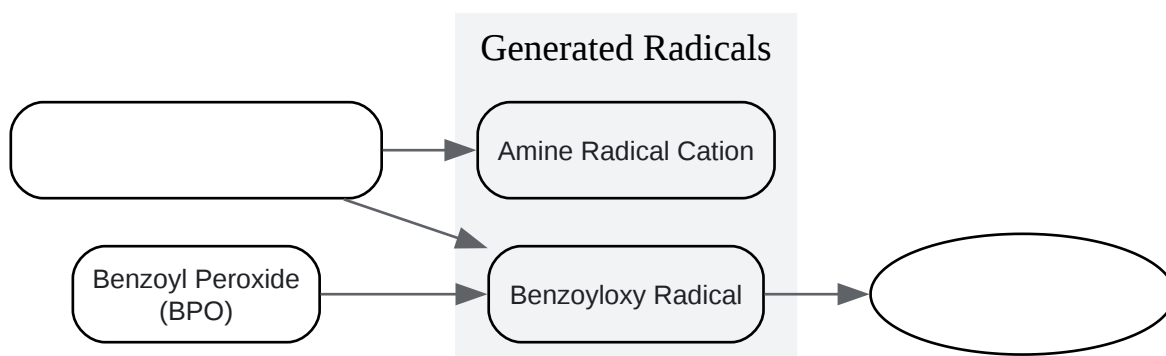 Generated Radicals
Amine Radical Cation
Benzoyl Peroxide
(BPO)
Benzoyloxy Radical